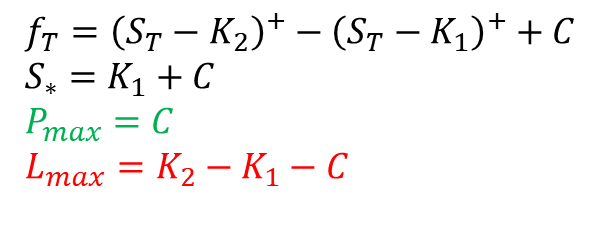 f_T = (S_T − K_2)^+ − (S_T − K_1)^+ + C
S_* = K_1 + C
P_max = C
L_max = K_2 − K_1 − C